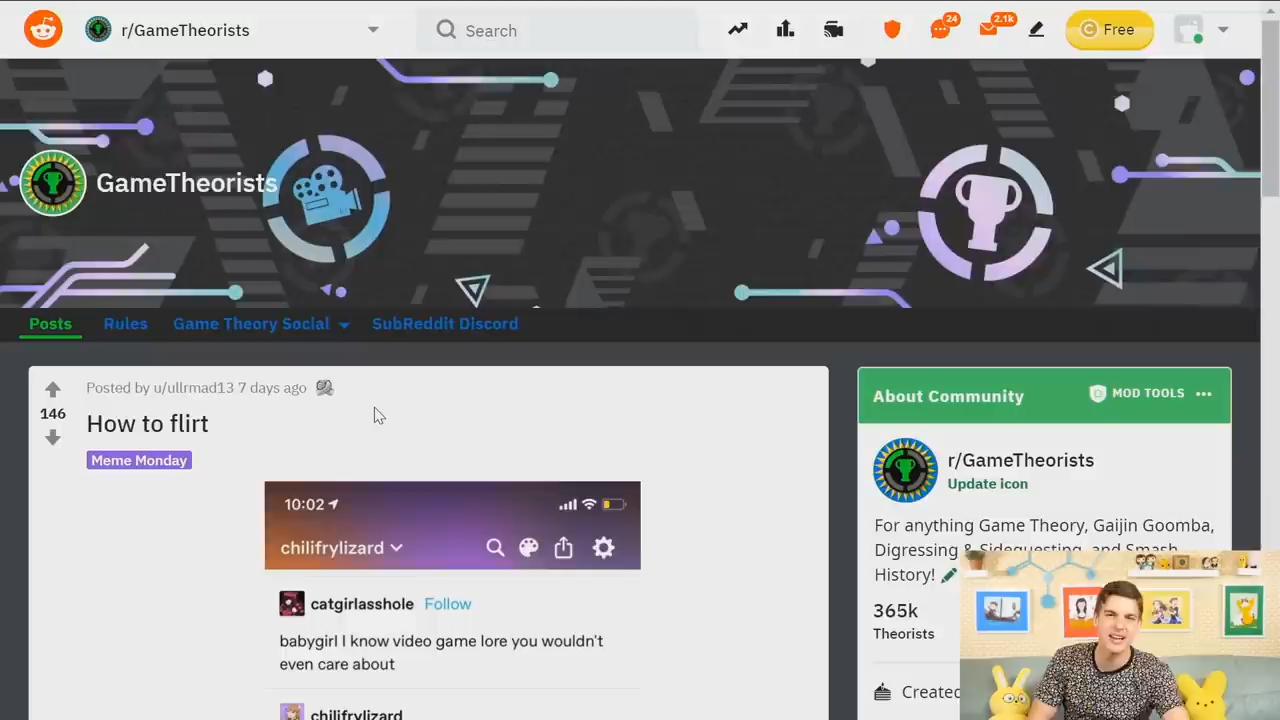 r/GameTheorists
Search
24
2.1k
Free
GameTheorists
Posts
Rules
Game Theory Social
SubReddit Discord
Posted by u/ullrmad13 7 days ago
146
How to flirt
Meme Monday
10:02
chilifrylizard
catgirlasshole Follow
babygirl I know video game lore you wouldn't
even care about
chilifrylizard
About Community
MOD TOOLS
r/GameTheorists
Update icon
For anything Game Theory, Gaijin Goomba,
Digressing & Sidequesting, and Smash
History!
365k
Theorists
Created